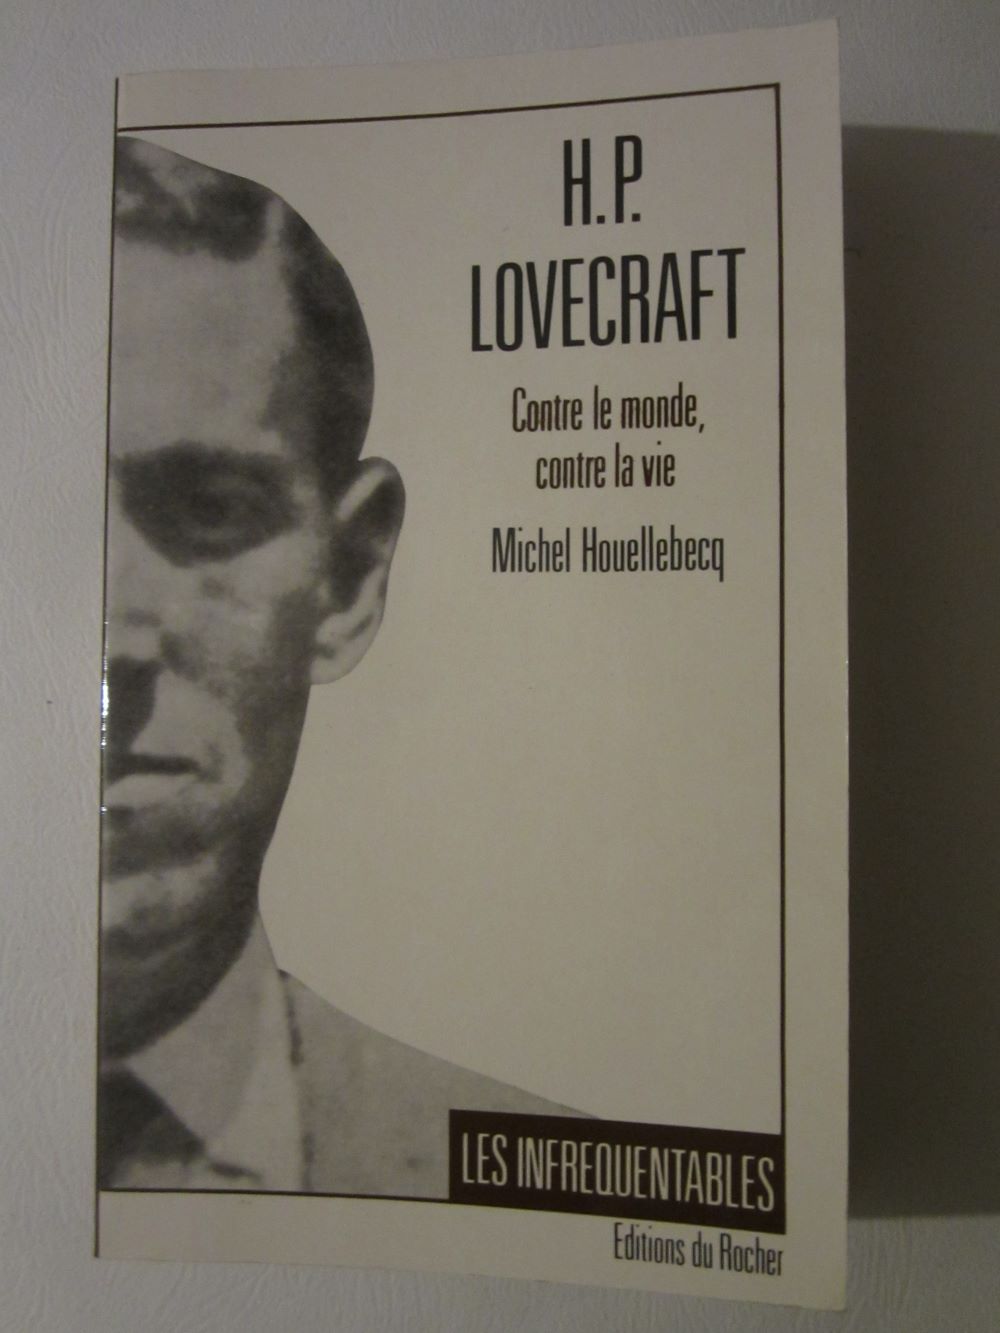 H.P.
LOVECRAFT
Contre le monde,
contre la vie
Michel Houellebecq
LES INFREQUENTABLES
Editions du Rocher